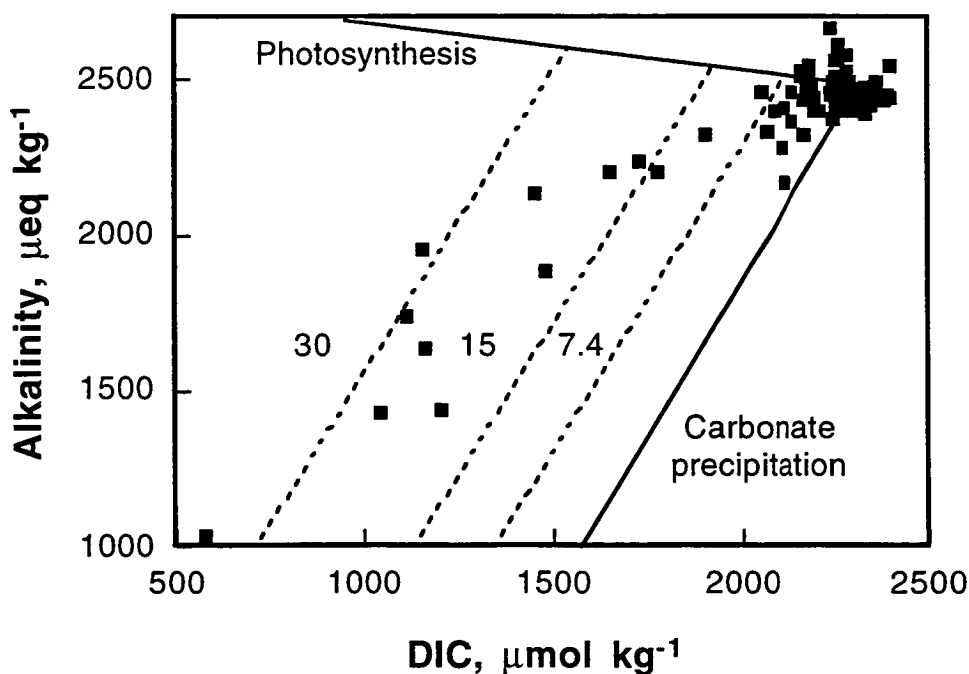 Photosynthesis
2500
2000
1500
1000
30
15
7.4
Carbonate
precipitation
500
1000
1500
2000
2500
Alkalinity, μeq kg-1
DIC, μmol kg-1